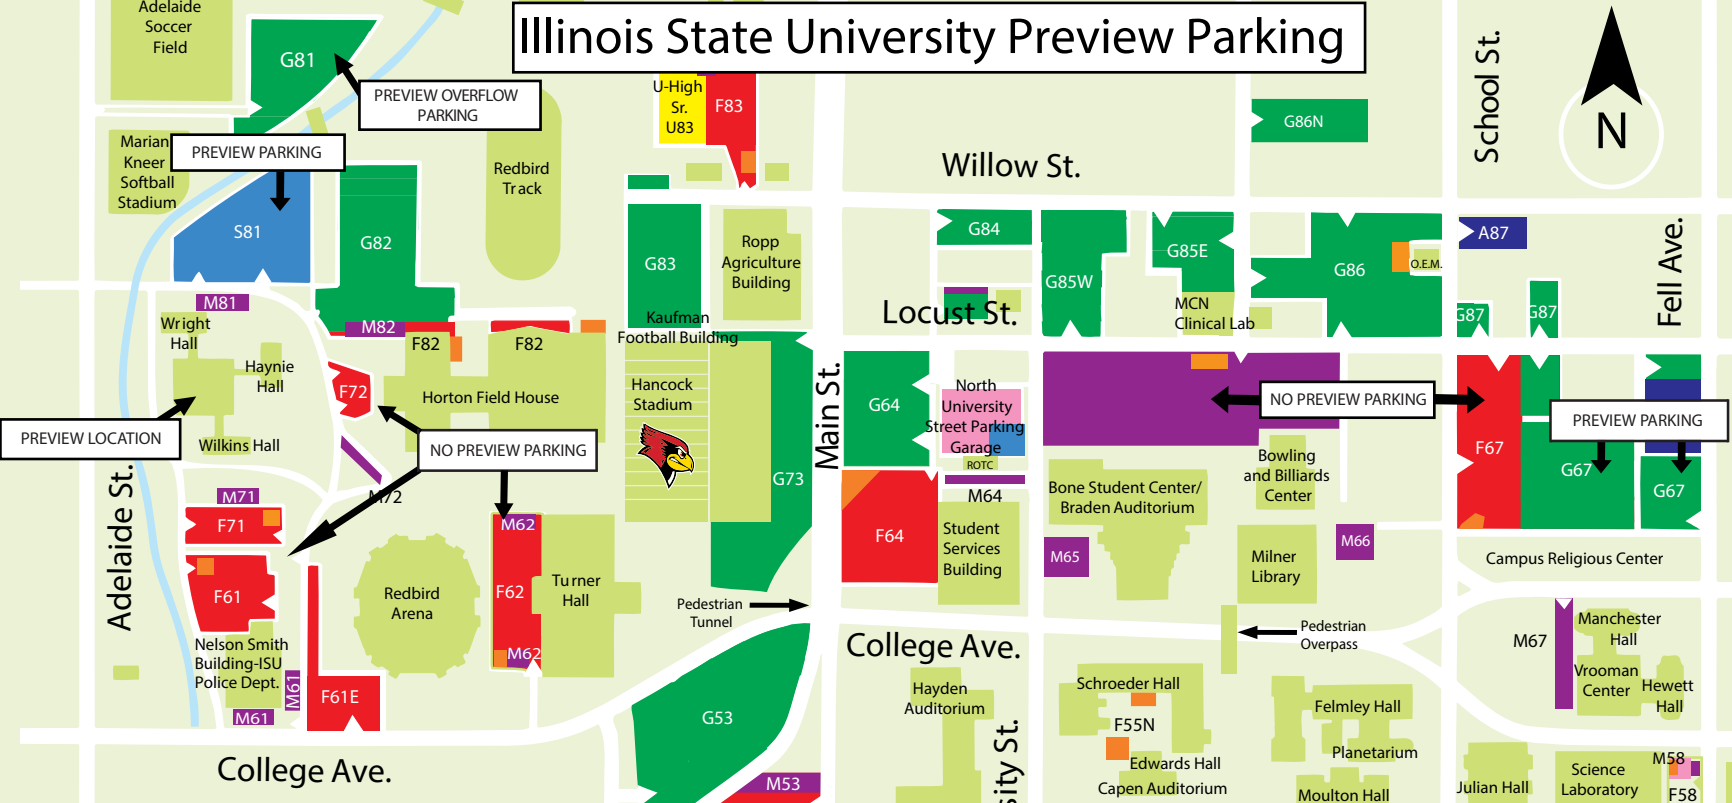 Illinois State University Preview Parking
Adelaide
Soccer
Field
G81
PREVIEW OVERFLOW
PARKING
U-High
Sr.
U83
F83
G86N
School St.
N
Marian
Kneer
Softball
Stadium
PREVIEW PARKING
Redbird
Track
Willow St.
S81
G82
G83
Ropp
Agriculture
Building
G84
G85W
G85E
G86
O.E.M.
A87
Fell Ave.
M81
Wright
Hall
M82
F82
F82
Kaufman
Football Building
Locust St.
MCN
Clinical Lab
G87
G87
Haynie
Hall
F72
Horton Field House
Hancock
Stadium
Main St.
G64
North
University
Street Parking
Garage
ROTC
NO PREVIEW PARKING
PREVIEW PARKING
PREVIEW LOCATION
Wilkins Hall
NO PREVIEW PARKING
F67
G67
G67
Bowling
and Billiards
Center
Adelaide St.
M71
M72
G73
M64
Bone Student Center/
Braden Auditorium
F71
M62
F64
Student
Services
Building
M65
M66
Milner
Library
Campus Religious Center
F61
Redbird
Arena
F62
Turner
Hall
Pedestrian
Tunnel
Pedestrian
Overpass
M67
Manchester
Hall
Nelson Smith
Building-ISU
Police Dept.
M62
College Ave.
Vrooman
Center
Hewett
Hall
M61
F61E
M61
G53
Hayden
Auditorium
sity St.
Schroeder Hall
F55N
Edwards Hall
Capen Auditorium
Felmley Hall
Planetarium
Moulton Hall
College Ave.
M53
Julian Hall
Science
Laboratory
M58
F58